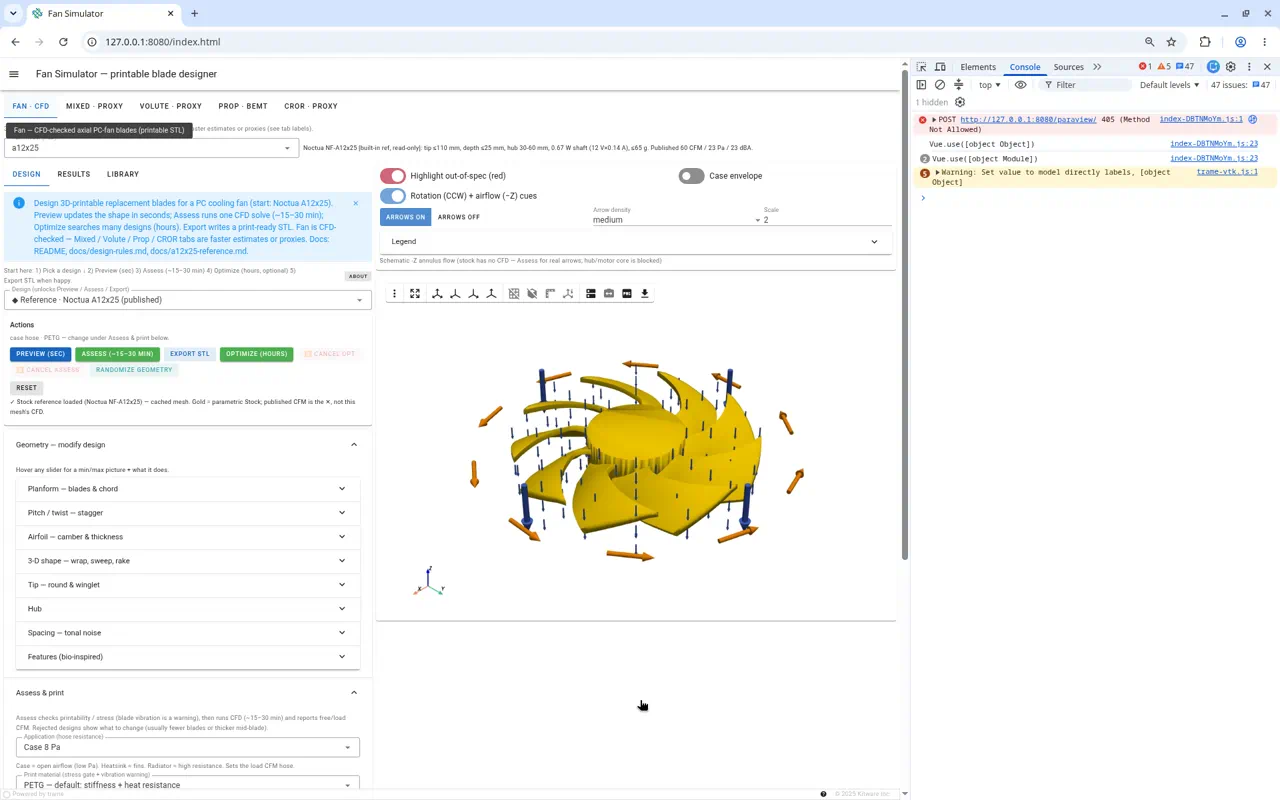 Fan Simulator
127.0.0.1:8080/index.html
Fan Simulator — printable blade designer
FAN · CFD
MIXED · PROXY
VOLUTE · PROXY
PROP · BEMT
CROR · PROXY
Fan — CFD-checked axial PC-fan blades (printable STL)
aster estimates or proxies (see tab labels).
a12x25
Noctua NF-A12x25 (built-in ref, read-only): tip ≤110 mm, depth ≤25 mm, hub 30-60 mm, 0.67 W shaft (12 V×0.14 A), ≤65 g. Published 60 CFM / 23 Pa / 23 dBA.
DESIGN
RESULTS
LIBRARY
Design 3D-printable replacement blades for a PC cooling fan (start: Noctua A12x25).
Preview updates the shape in seconds; Assess runs one CFD solve (~15–30 min);
Optimize searches many designs (hours). Export writes a print-ready STL. Fan is CFD-
checked — Mixed / Volute / Prop / CROR tabs are faster estimates or proxies. Docs:
README, docs/design-rules.md, docs/a12x25-reference.md.
Start here: 1) Pick a design ↓ 2) Preview (sec) 3) Assess (~15–30 min) 4) Optimize (hours, optional) 5)
Export STL when happy.
ABOUT
Design (unlocks Preview / Assess / Export)
◆ Reference · Noctua A12x25 (published)
Actions
case hose · PETG — change under Assess & print below.
PREVIEW (SEC)
ASSESS (~15–30 MIN)
EXPORT STL
OPTIMIZE (HOURS)
CANCEL OPT
CANCEL ASSESS
RANDOMIZE GEOMETRY
RESET
✓ Stock reference loaded (Noctua NF-A12x25) — cached mesh. Gold = parametric Stock; published CFM is the ✕, not this
mesh's CFD.
Geometry — modify design
Hover any slider for a min/max picture + what it does.
Planform — blades & chord
Pitch / twist — stagger
Airfoil — camber & thickness
3-D shape — wrap, sweep, rake
Tip — round & winglet
Hub
Spacing — tonal noise
Features (bio-inspired)
Assess & print
Assess checks printability / stress (blade vibration is a warning), then runs CFD (~15–30 min) and reports free/load
CFM. Rejected designs show what to change (usually fewer blades or thicker mid-blade).
Application (hose resistance)
Case 8 Pa
Case = open airflow (low Pa). Heatsink = fins. Radiator = high resistance. Sets the load CFM hose.
Print material (stress gate + vibration warning)
PETG — default: stiffness + heat resistance
Powered by trame
© 2025 Kitware Inc.
Highlight out-of-spec (red)
Case envelope
Rotation (CCW) + airflow (−Z) cues
ARROWS ON
ARROWS OFF
Arrow density
medium
Scale
2
Legend
Schematic -Z annulus flow (stock has no CFD — Assess for real arrows; hub/motor core is blocked)
Z
X
Y
Elements
Console
Sources
1
5
47
top
Filter
Default levels
47 issues:
47
1 hidden
POST http://127.0.0.1:8080/paraview/ 405 (Method
Not Allowed)
index-DBTNMoYm.js:1
Vue.use([object Object])
index-DBTNMoYm.js:23
2
Vue.use([object Module])
index-DBTNMoYm.js:23
5
Warning: Set value to model directly labels, [object
Object]
trame-vtk.js:1